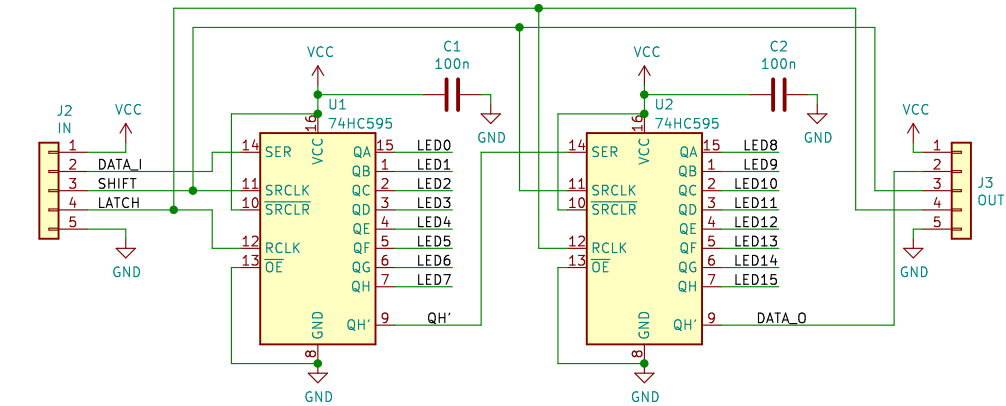 J2
IN
VCC
1
2
3
4
5
DATA_I
SHIFT
LATCH
GND
VCC
C1
100n
GND
U1
74HC595
16
VCC
14
SER
11
SRCLK
10
SRCLR
12
RCLK
13
OE
QA
15
LED0
QB
1
LED1
QC
2
LED2
QD
3
LED3
QE
4
LED4
QF
5
LED5
QG
6
LED6
QH
7
LED7
QH'
9
QH'
GND
8
GND
VCC
C2
100n
GND
U2
74HC595
16
VCC
14
SER
11
SRCLK
10
SRCLR
12
RCLK
13
OE
QA
15
LED8
QB
1
LED9
QC
2
LED10
QD
3
LED11
QE
4
LED12
QF
5
LED13
QG
6
LED14
QH
7
LED15
QH'
9
DATA_O
GND
8
GND
VCC
1
2
3
4
5
J3
OUT
GND